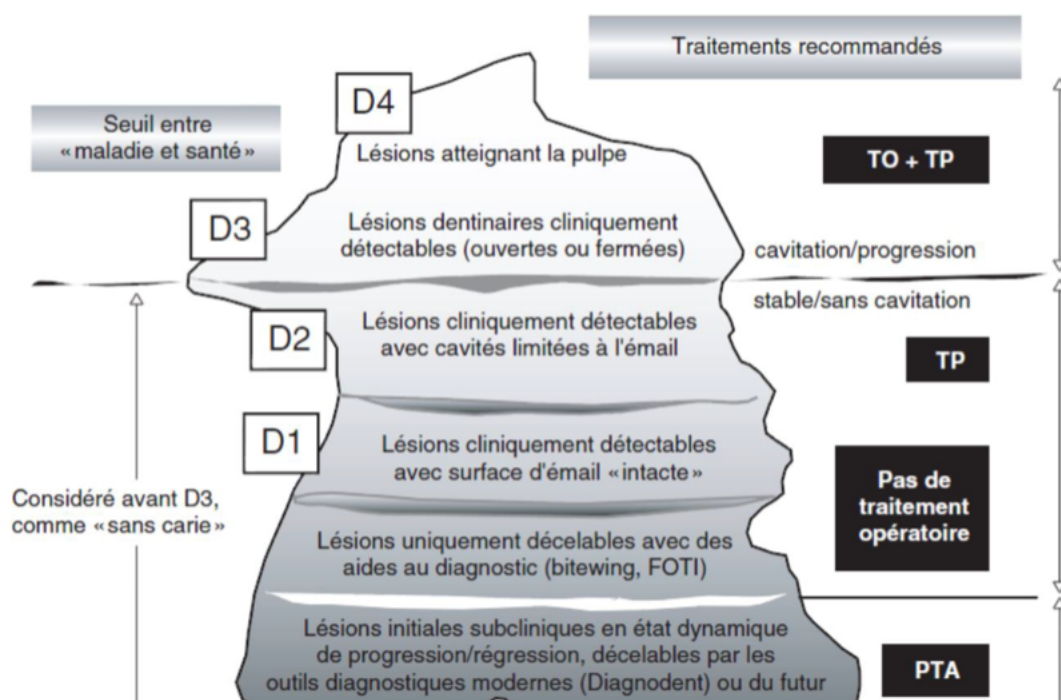 Traitements recommandés
Seuil entre
«maladie et santé»
D4
Lésions atteignant la pulpe
TO + TP
D3
Lésions dentinaires cliniquement
détectables (ouvertes ou fermées)
cavitation/progression
stable/sans cavitation
D2
Lésions cliniquement détectables
avec cavités limitées à l'émail
TP
D1
Lésions cliniquement détectables
avec surface d'émail «intacte»
Considéré avant D3,
comme «sans carie»
Pas de
traitement
opératoire
Lésions uniquement décelables avec des
aides au diagnostic (bitewing, FOTI)
Lésions initiales subcliniques en état dynamique
de progression/régression, décelables par les
outils diagnostiques modernes (Diagnodent) ou du futur
PTA